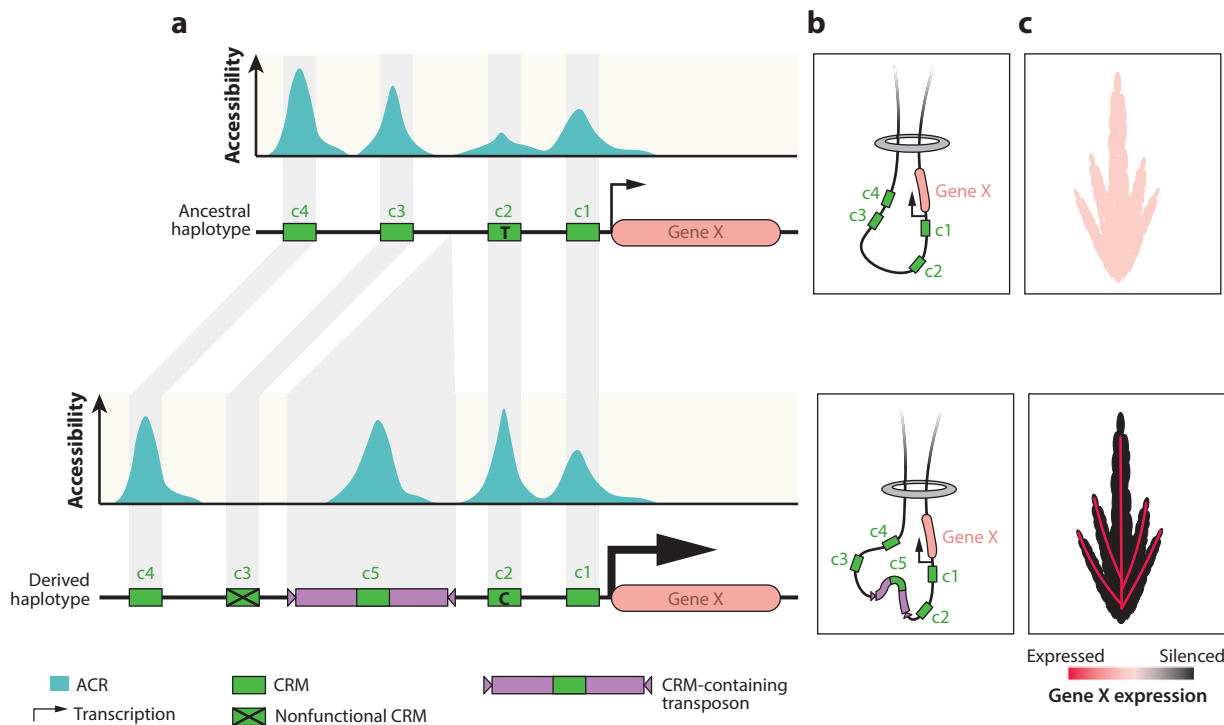 a
b
c
Accessibility
c4
c3
c2
c1
Ancestral
haplotype
T
Gene X
c4
c3
Gene X
c1
c2
Accessibility
c4
c3
c5
c2
c1
Derived
haplotype
C
Gene X
c4
c3
c5
Gene X
c1
c2
Expressed
Silenced
Gene X expression
ACR
CRM
CRM-containing
transposon
Transcription
Nonfunctional CRM